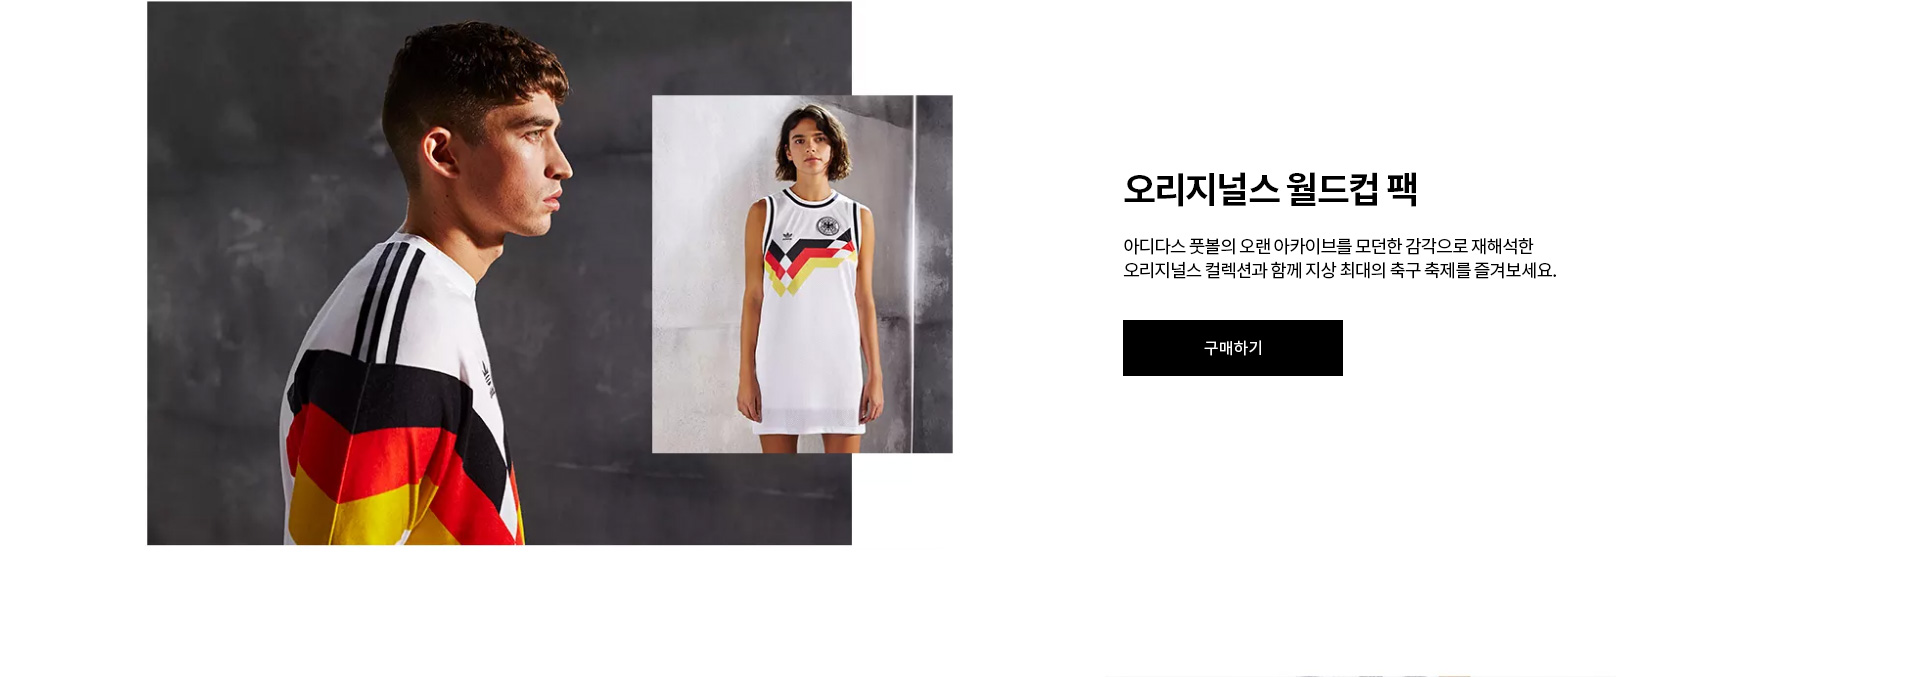 오리지널스 월드컵 팩
아디다스 풋볼의 오랜 아카이브를 모던한 감각으로 재해석한
오리지널스 컬렉션과 함께 지상 최대의 축구 축제를 즐겨보세요.
구매하기